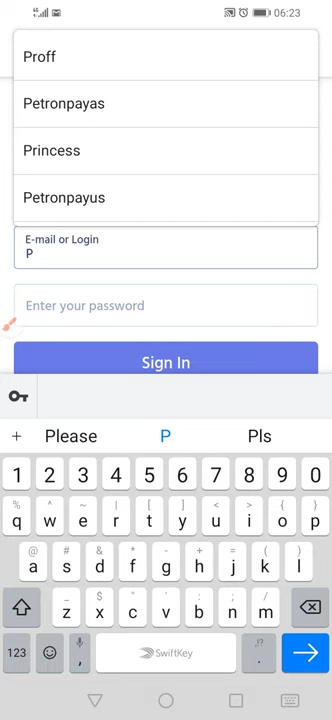 06:23
Proff
Petronpayas
Princess
Petronpayus
E-mail or Login
P
Enter your password
Sign In
+ Please P Pls
1 2 3 4 5 6 7 8 9 0
% ^ ~ | [ ] < > { }
q w e r t y u i o p
@ # & * - + = ( )
a s d f g h j k l
_ $ " ' : ; /
z x c v b n m
123 , SwiftKey ,!? .